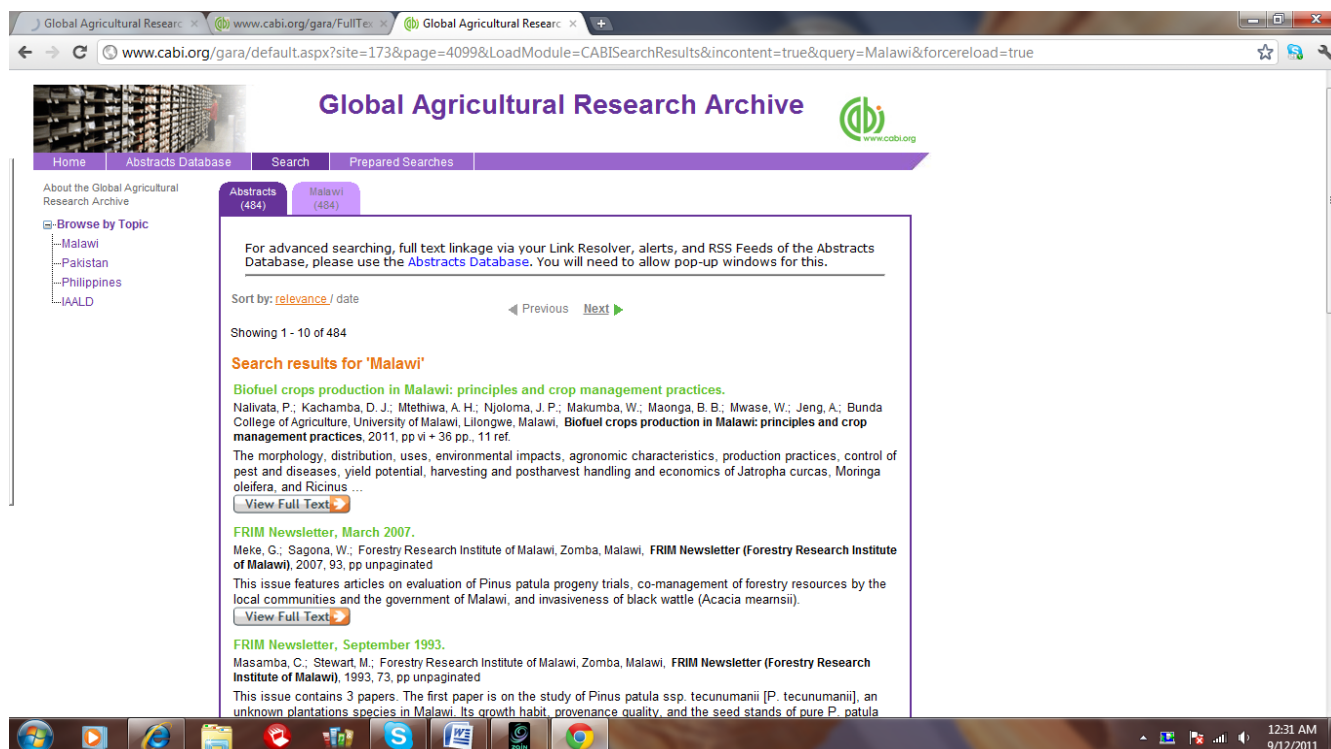 Global Agricultural Researc
www.cabi.org/gara/FullTex
Global Agricultural Researc
www.cabi.org/gara/default.aspx?site=173&page=4099&LoadModule=CABISearchResults&incontent=true&query=Malawi&forcereload=true
Global Agricultural Research Archive
cabi
www.cabi.org
Home Abstracts Database Search Prepared Searches
About the Global Agricultural
Research Archive
Browse by Topic
Malawi
Pakistan
Philippines
IAALD
Abstracts
(484)
Malawi
(484)
For advanced searching, full text linkage via your Link Resolver, alerts, and RSS Feeds of the Abstracts
Database, please use the Abstracts Database. You will need to allow pop-up windows for this.
Sort by: relevance / date
Previous Next
Showing 1 - 10 of 484
Search results for 'Malawi'
Biofuel crops production in Malawi: principles and crop management practices.
Nalivata, P.; Kachamba, D. J.; Mtethiwa, A. H.; Njoloma, J. P.; Makumba, W.; Maonga, B. B.; Mwase, W.; Jeng, A.; Bunda
College of Agriculture, University of Malawi, Lilongwe, Malawi, Biofuel crops production in Malawi: principles and crop
management practices, 2011, pp vi + 36 pp., 11 ref.
The morphology, distribution, uses, environmental impacts, agronomic characteristics, production practices, control of
pest and diseases, yield potential, harvesting and postharvest handling and economics of Jatropha curcas, Moringa
oleifera, and Ricinus ...
View Full Text
FRIM Newsletter, March 2007.
Meke, G.; Sagona, W.; Forestry Research Institute of Malawi, Zomba, Malawi, FRIM Newsletter (Forestry Research Institute
of Malawi), 2007, 93, pp unpaginated
This issue features articles on evaluation of Pinus patula progeny trials, co-management of forestry resources by the
local communities and the government of Malawi, and invasiveness of black wattle (Acacia mearnsii).
View Full Text
FRIM Newsletter, September 1993.
Masamba, C.; Stewart, M.; Forestry Research Institute of Malawi, Zomba, Malawi, FRIM Newsletter (Forestry Research
Institute of Malawi), 1993, 73, pp unpaginated
This issue contains 3 papers. The first paper is on the study of Pinus patula ssp. tecunumanii [P. tecunumanii], an
unknown plantations species in Malawi. Its growth habit, provenance quality, and the seed stands of pure P. patula
12:31 AM
9/12/2011